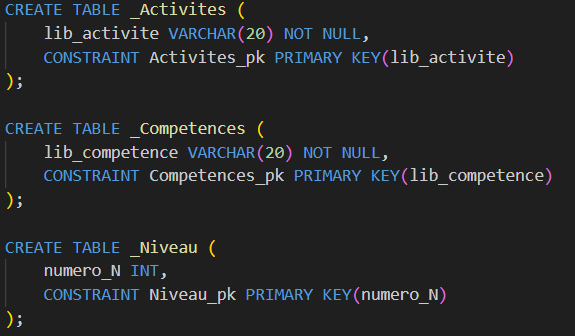 CREATE TABLE _Activites (
    lib_activite VARCHAR(20) NOT NULL,
    CONSTRAINT Activites_pk PRIMARY KEY(lib_activite)
);
CREATE TABLE _Competences (
    lib_competence VARCHAR(20) NOT NULL,
    CONSTRAINT Competences_pk PRIMARY KEY(lib_competence)
);
CREATE TABLE _Niveau (
    numero_N INT,
    CONSTRAINT Niveau_pk PRIMARY KEY(numero_N)
);